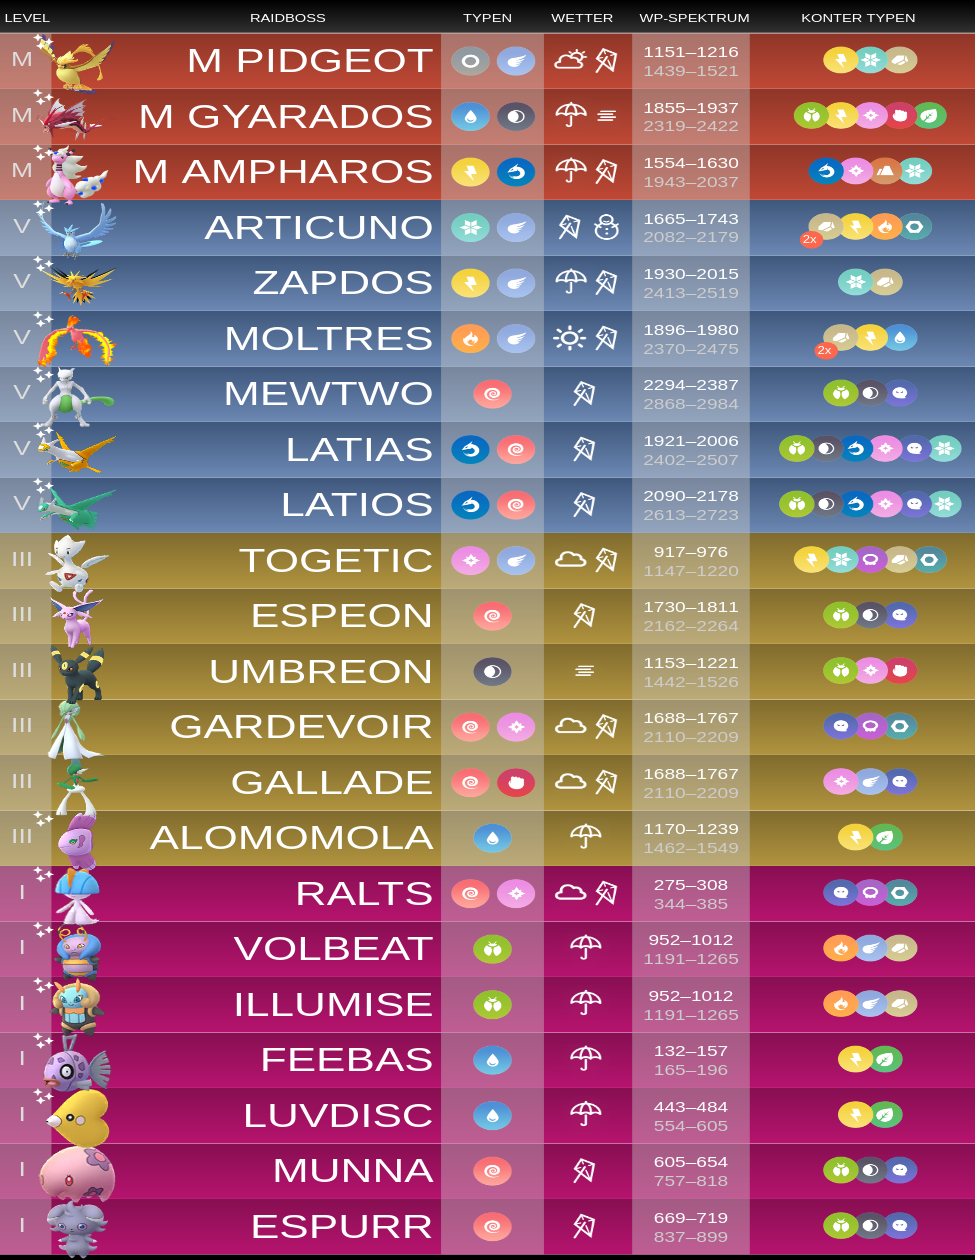 LEVEL RAIDBOSS TYPEN WETTER WP-SPEKTRUM KONTER TYPEN
M M PIDGEOT 1151–1216
1439–1521
M M GYARADOS 1855–1937
2319–2422
M M AMPHAROS 1554–1630
1943–2037
V ARTICUNO 1665–1743
2082–2179 2x
V ZAPDOS 1930–2015
2413–2519
V MOLTRES 1896–1980
2370–2475 2x
V MEWTWO 2294–2387
2868–2984
V LATIAS 1921–2006
2402–2507
V LATIOS 2090–2178
2613–2723
III TOGETIC 917–976
1147–1220
III ESPEON 1730–1811
2162–2264
III UMBREON 1153–1221
1442–1526
III GARDEVOIR 1688–1767
2110–2209
III GALLADE 1688–1767
2110–2209
III ALOMOMOLA 1170–1239
1462–1549
I RALTS 275–308
344–385
I VOLBEAT 952–1012
1191–1265
I ILLUMISE 952–1012
1191–1265
I FEEBAS 132–157
165–196
I LUVDISC 443–484
554–605
I MUNNA 605–654
757–818
I ESPURR 669–719
837–899